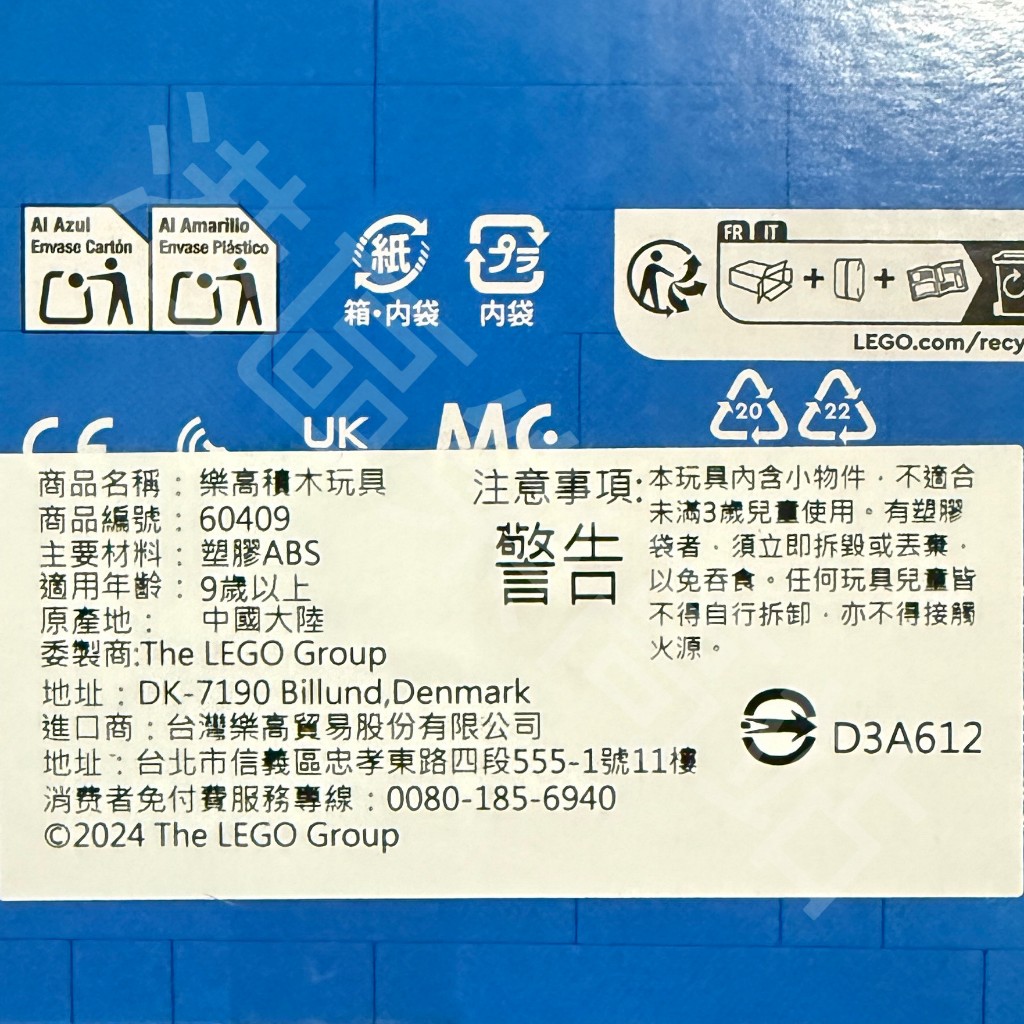 Al Azul
Envase Cartón
Al Amarillo
Envase Plástico
紙
箱・内袋
プラ
内袋
FR IT
LEGO.com/recy
20
22
UK
商品名稱：樂高積木玩具
商品編號：60409
主要材料：塑膠ABS
適用年齡：9歲以上
原產地：中國大陸
委製商:The LEGO Group
地址：DK-7190 Billund,Denmark
進口商：台灣樂高貿易股份有限公司
地址：台北市信義區忠孝東路四段555-1號11樓
消費者免付費服務專線：0080-185-6940
©2024 The LEGO Group
注意事項:
警告
本玩具內含小物件，不適合
未滿3歲兒童使用。有塑膠
袋者，須立即拆毀或丟棄，
以免吞食。任何玩具兒童皆
不得自行拆卸，亦不得接觸
火源。
D3A612